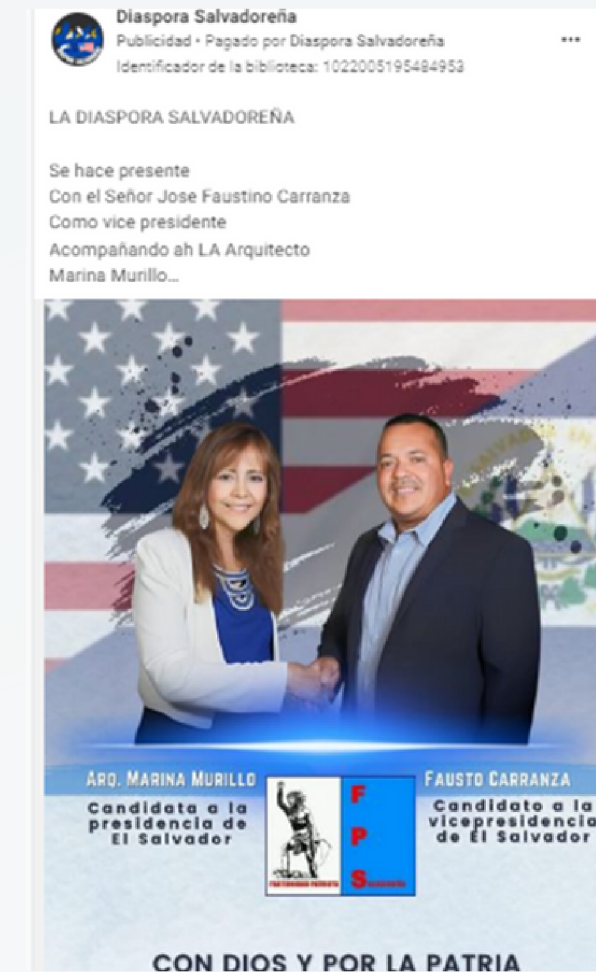 Diaspora Salvadoreña
Publicidad • Pagado por Diaspora Salvadoreña
Identificador de la biblioteca: 1022005195484953
LA DIASPORA SALVADOREÑA
Se hace presente
Con el Señor Jose Faustino Carranza
Como vice presidente
Acompañando ah LA Arquitecto
Marina Murillo...
ARQ. MARINA MURILLO
Candidata a la
presidencia de
El Salvador
F
P
S
FRATERNIDAD PATRIOTA
FAUSTO CARRANZA
Candidato a la
vicepresidencia
de El Salvador
CON DIOS Y POR LA PATRIA